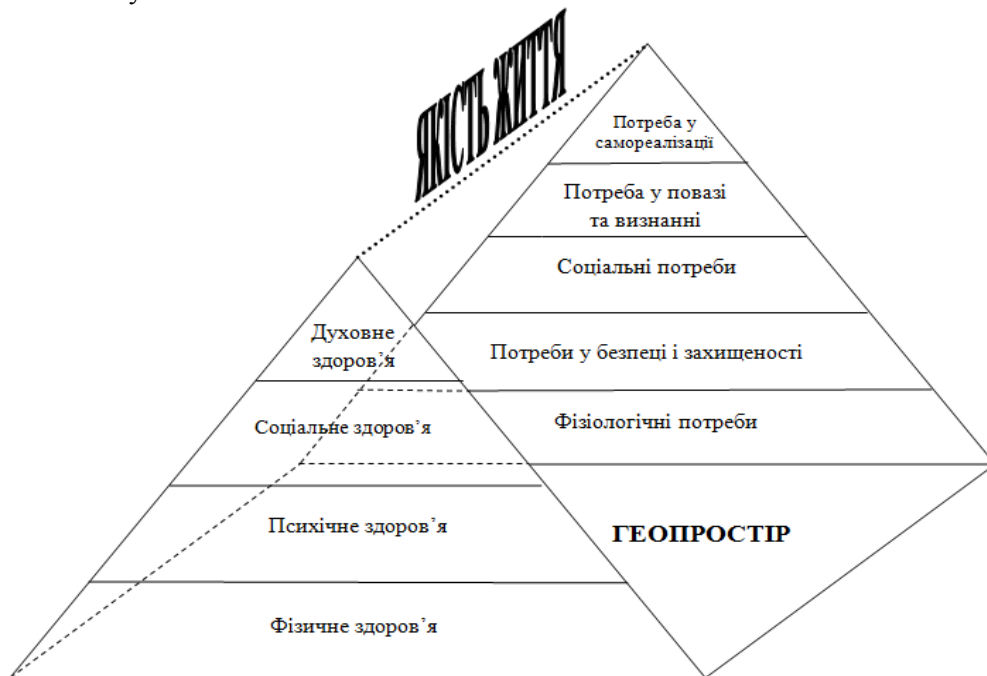 ЯКІСТЬ ЖИТТЯ
Потреба у
самореалізації
Потреба у повазі
та визнанні
Соціальні потреби
Потреби у безпеці і захищеності
Фізіологічні потреби
Духовне
здоров’я
Соціальне здоров’я
Психічне здоров’я
Фізичне здоров’я
ГЕОПРОСТІР